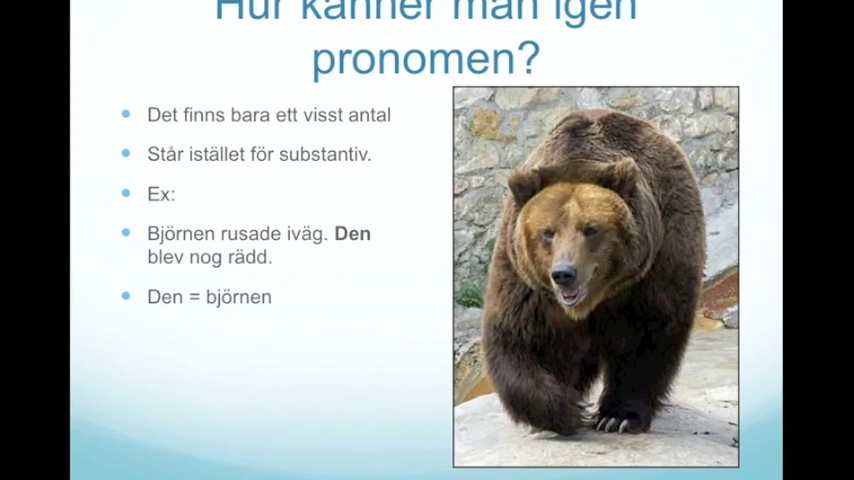 Hur känner man igen
pronomen?
Det finns bara ett visst antal
Står istället för substantiv.
Ex:
Björnen rusade iväg. Den
blev nog rädd.
Den = björnen